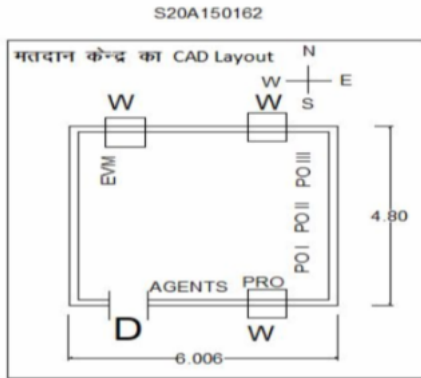 S20A150162
मतदान केन्द्र का CAD Layout
N
W E
S
W W
EVM
PO III
PO II
PO I
4.80
AGENTS PRO
D
W
6.006